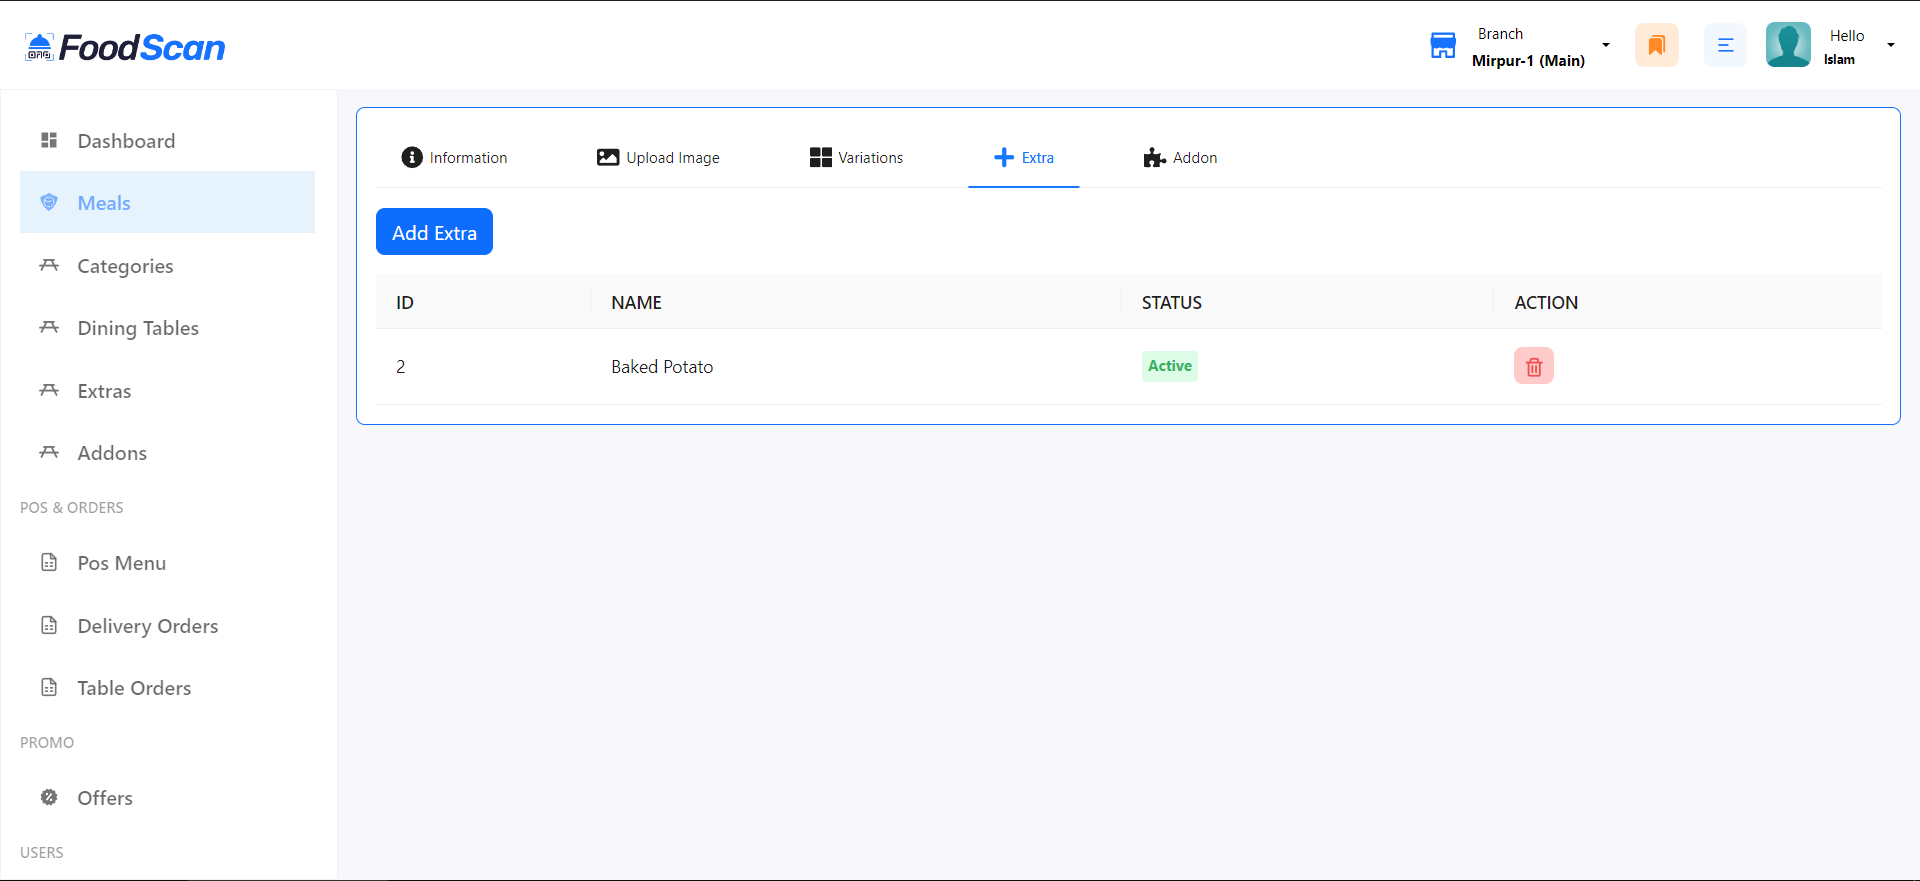 FoodScan
Branch
Mirpur-1 (Main)
Hello
Islam
Dashboard
Meals
Categories
Dining Tables
Extras
Addons
POS & ORDERS
Pos Menu
Delivery Orders
Table Orders
PROMO
Offers
USERS
Information Upload Image Variations Extra Addon
Add Extra
ID NAME STATUS ACTION
2 Baked Potato Active